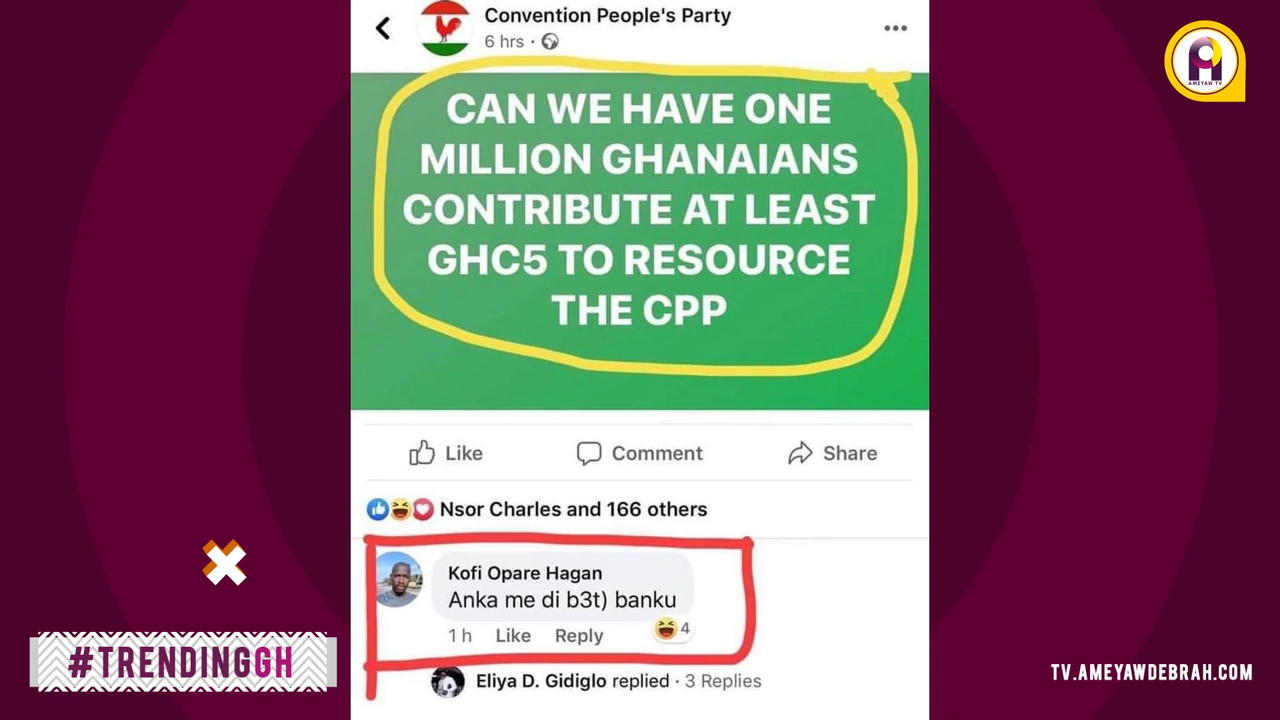 Convention People's Party
6 hrs ·
AMEYAW TV
CAN WE HAVE ONE
MILLION GHANAIANS
CONTRIBUTE AT LEAST
GHC5 TO RESOURCE
THE CPP
Like Comment Share
Nsor Charles and 166 others
Kofi Opare Hagan
Anka me di b3t) banku
1 h Like Reply 4
Eliya D. Gidiglo replied · 3 Replies
#TRENDINGGH
TV.AMEYAWDEBRAH.COM